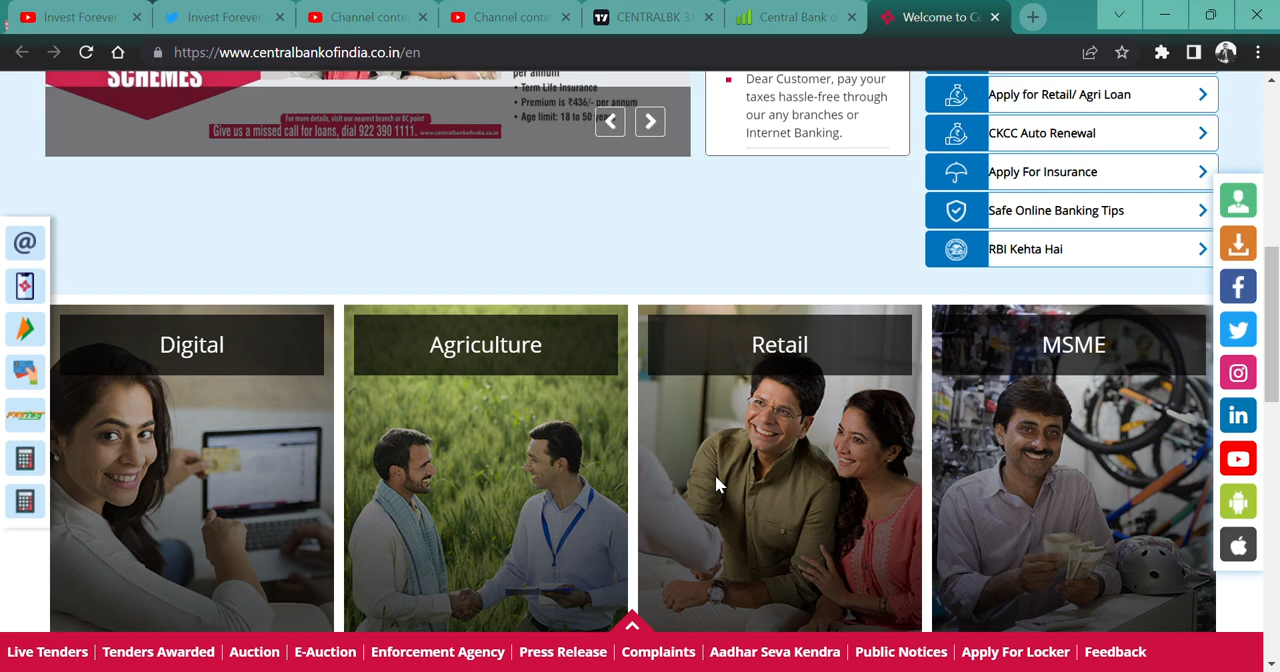 Invest Forever
Invest Forever
Channel conte
Channel conte
CENTRALBK 31
Central Bank o
Welcome to Ce
https://www.centralbankofindia.co.in/en
SCHEMES
per annum
• Term Life Insurance
• Premium is ₹436/- per annum
• Age limit: 18 to 50
For more details, visit our nearest branch or BC point
Give us a missed call for loans, dial 922 390 1111. www.centralbankofindia.co.in
Dear Customer, pay your
taxes hassle-free through
our any branches or
Internet Banking.
Apply for Retail/ Agri Loan
CKCC Auto Renewal
Apply For Insurance
Safe Online Banking Tips
RBI Kehta Hai
Digital
Agriculture
Retail
MSME
Live Tenders
Tenders Awarded
Auction
E-Auction
Enforcement Agency
Press Release
Complaints
Aadhar Seva Kendra
Public Notices
Apply For Locker
Feedback